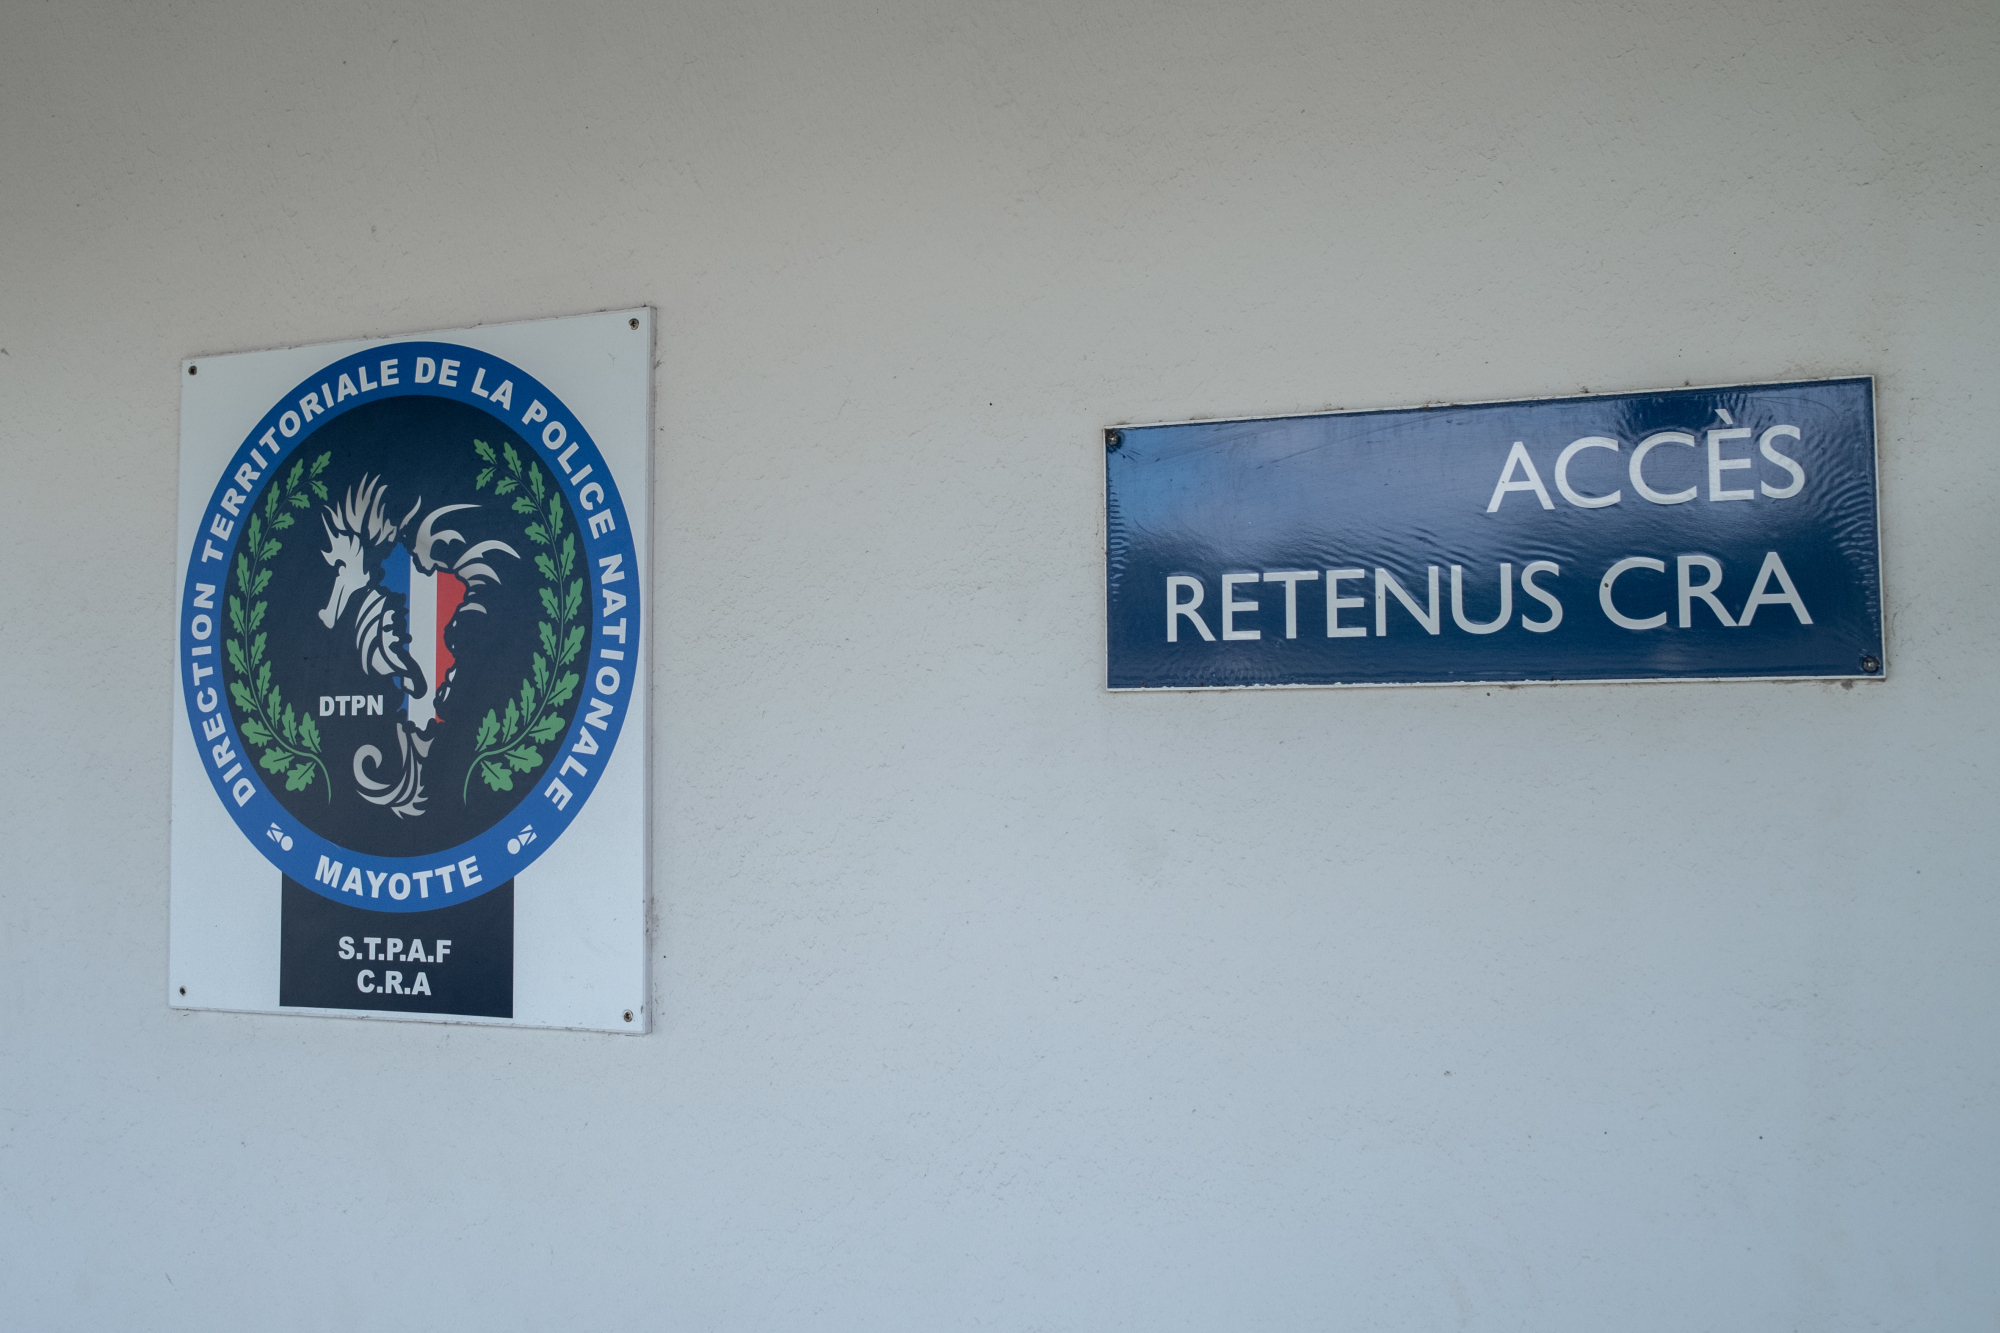 DIRECTION TERRITORIALE DE LA POLICE NATIONALE
DTPN
MAYOTTE
S.T.P.A.F
C.R.A
ACCÈS
RETENUS CRA